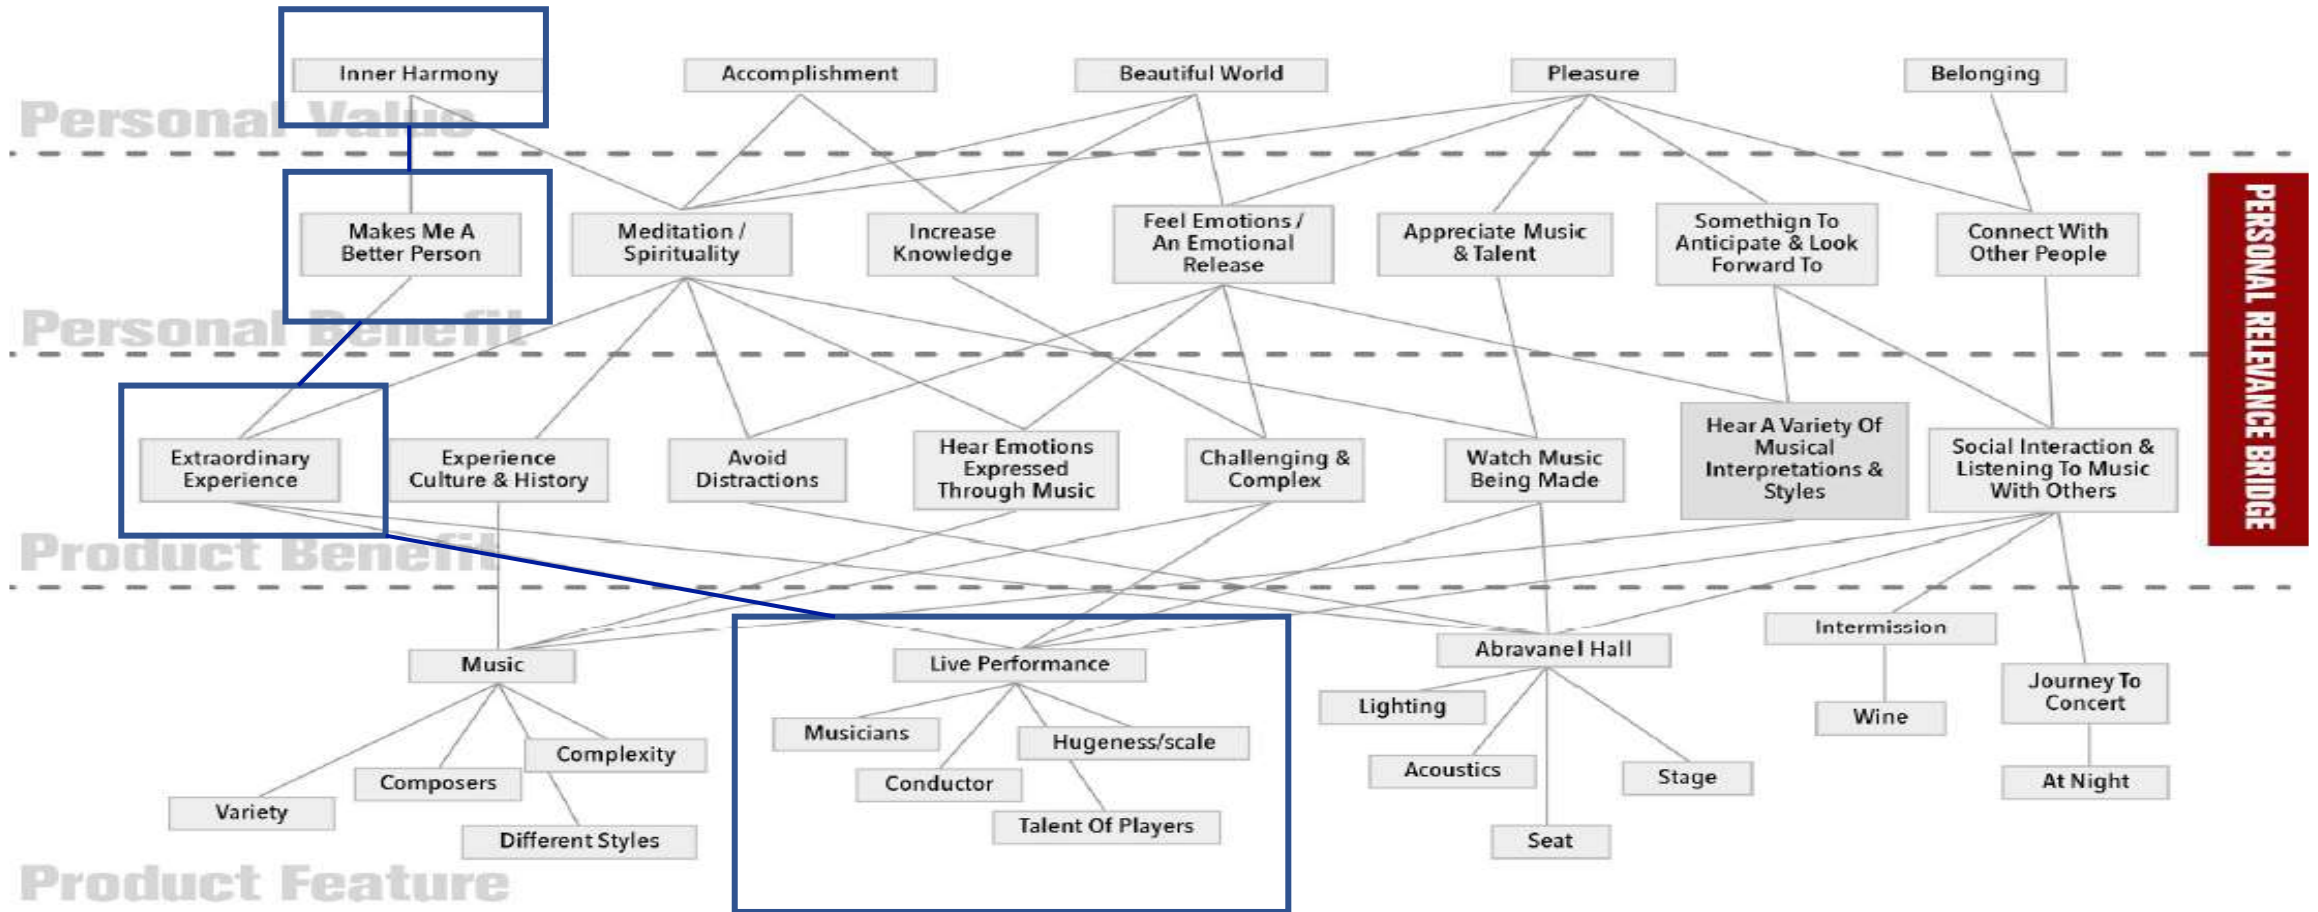 Inner Harmony
Accomplishment
Beautiful World
Pleasure
Belonging
Personal Value
Makes Me A
Better Person
Meditation /
Spirituality
Increase
Knowledge
Feel Emotions /
An Emotional
Release
Appreciate Music
& Talent
Somethign To
Anticipate & Look
Forward To
Connect With
Other People
PERSONAL RELEVANCE BRIDGE
Personal Benefit
Extraordinary
Experience
Experience
Culture & History
Avoid
Distractions
Hear Emotions
Expressed
Through Music
Challenging &
Complex
Watch Music
Being Made
Hear A Variety Of
Musical
Interpretations &
Styles
Social Interaction &
Listening To Music
With Others
Product Benefit
Music
Live Performance
Abravanel Hall
Intermission
Journey To
Concert
Variety
Composers
Complexity
Different Styles
Musicians
Conductor
Hugeness/scale
Talent Of Players
Lighting
Acoustics
Seat
Stage
Wine
At Night
Product Feature